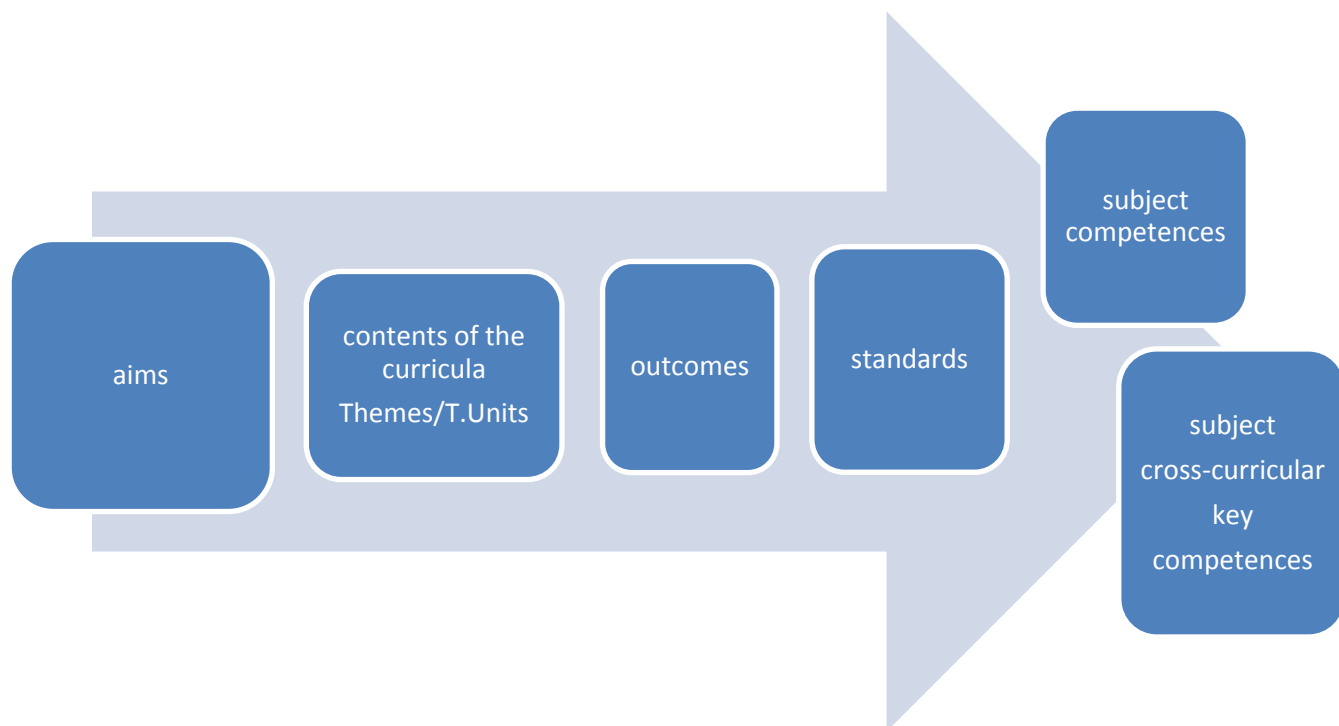 aims
contents of the
curricula
Themes/T.Units
outcomes
standards
subject
competences
subject
cross-curricular
key
competences